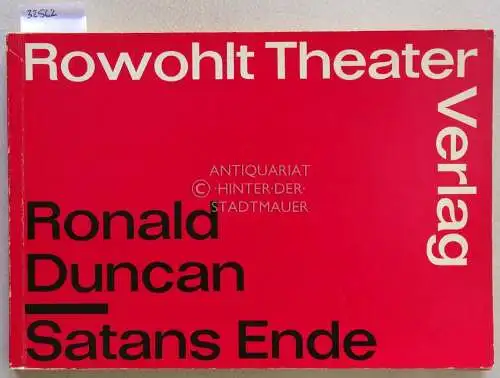 32562
Rowohlt Theater
Verlag
ANTIQUARIAT
© · HINTER · DER ·
STADTMAUER
Ronald
Duncan
Satans Ende